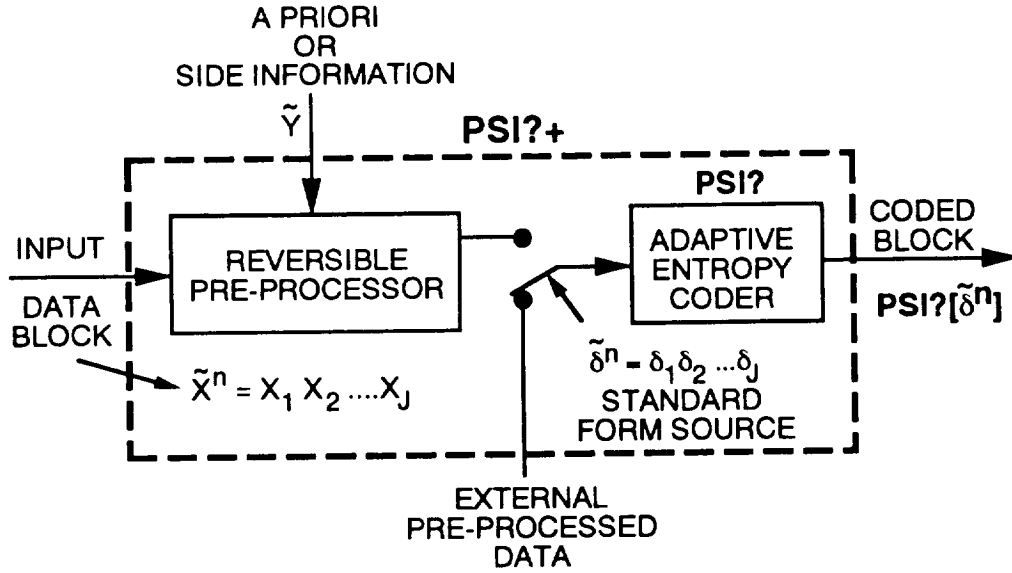 A PRIORI
OR
SIDE INFORMATION
Ỹ
PSI?+
PSI?
INPUT
DATA
BLOCK
REVERSIBLE
PRE-PROCESSOR
ADAPTIVE
ENTROPY
CODER
CODED
BLOCK
PSI?[δ̃ⁿ]
X̃ⁿ = X₁ X₂ ....X_J
δ̃ⁿ = δ₁δ₂ ...δ_J
STANDARD
FORM SOURCE
EXTERNAL
PRE-PROCESSED
DATA